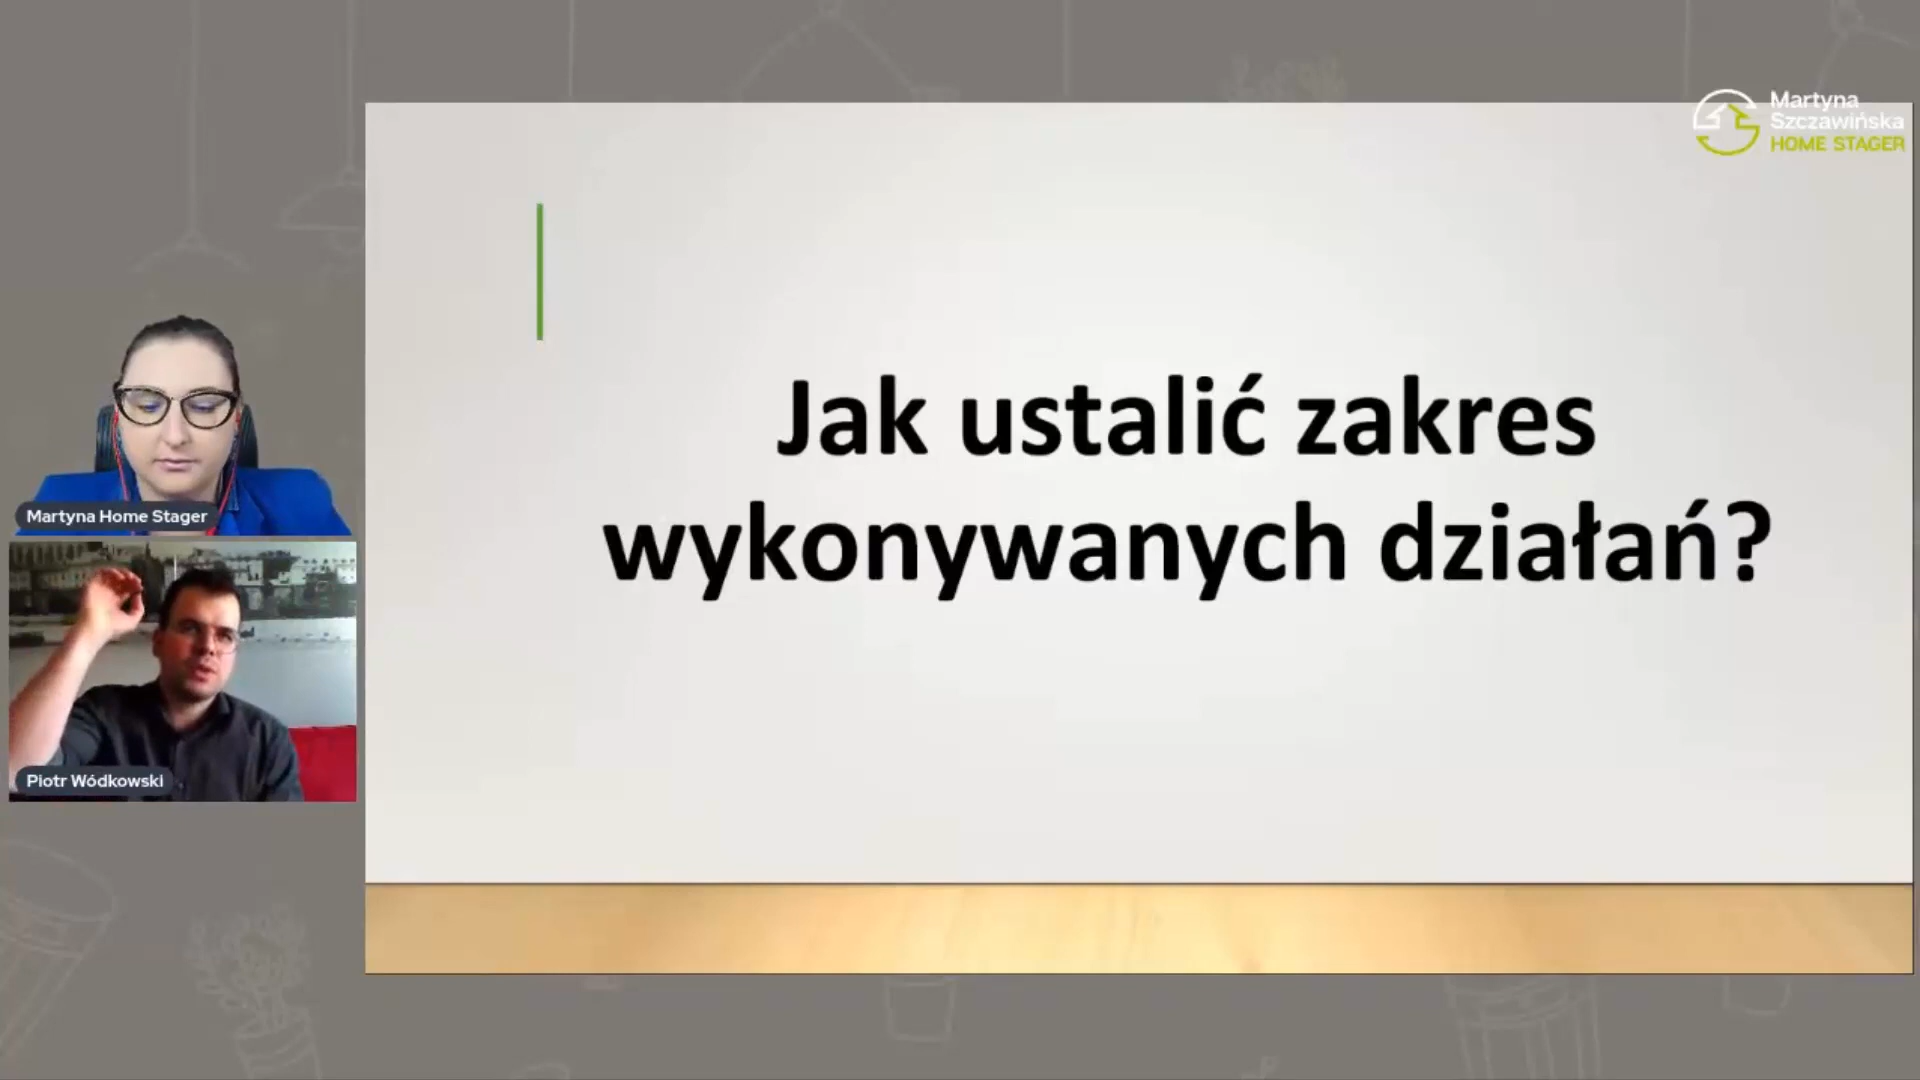 Martyna
Szczawińska
HOME STAGER
Jak ustalić zakres
wykonywanych działań?
Martyna Home Stager
Piotr Wódkowski